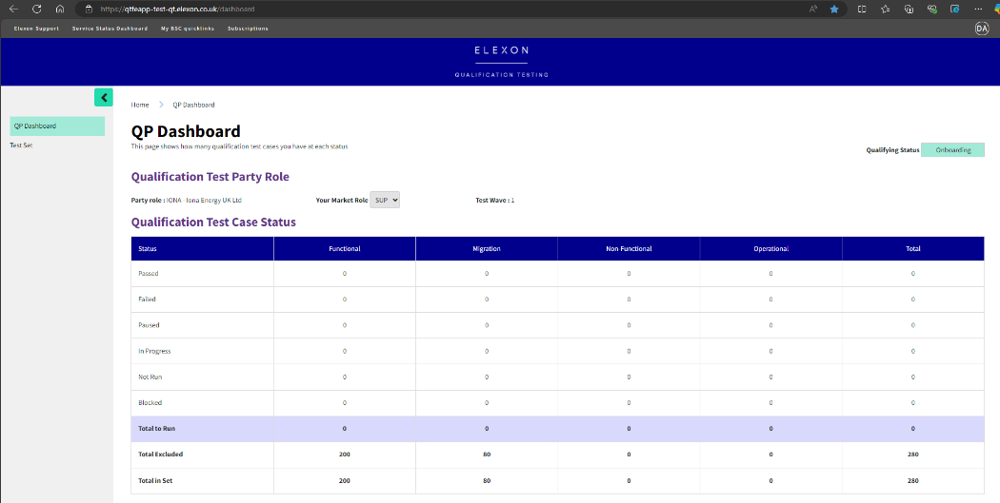 https://qtfeapp-test-qt.elexon.co.uk/dashboard
Elexon Support Service Status Dashboard My BSC quicklinks Subscriptions DA
ELEXON
QUALIFICATION TESTING
Home > QP Dashboard
QP Dashboard
Test Set
QP Dashboard
This page shows how many qualification test cases you have at each status
Qualifying Status Onboarding
Qualification Test Party Role
Party role : IONA - Iona Energy UK Ltd Your Market Role SUP Test Wave : 1
Qualification Test Case Status
Status Functional Migration Non Functional Operational Total
Passed 0 0 0 0 0
Failed 0 0 0 0 0
Paused 0 0 0 0 0
In Progress 0 0 0 0 0
Not Run 0 0 0 0 0
Blocked 0 0 0 0 0
Total to Run 0 0 0 0 0
Total Excluded 200 80 0 0 280
Total in Set 200 80 0 0 280